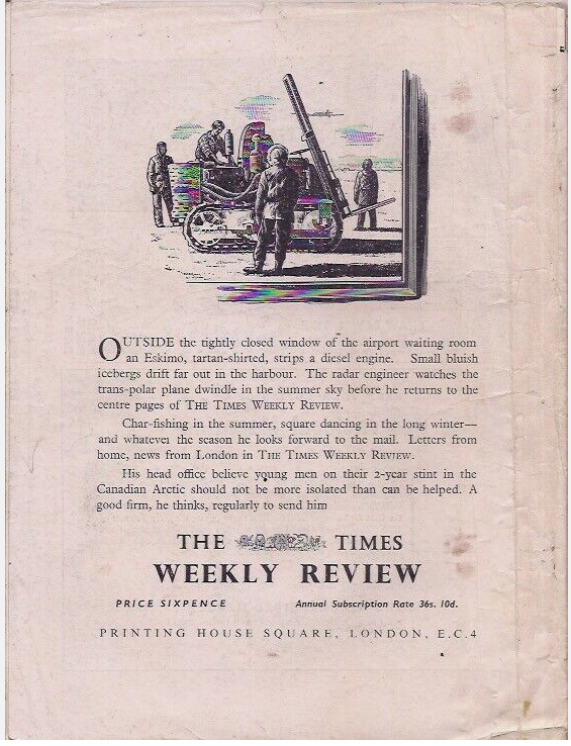 OUTSIDE the tightly closed window of the airport waiting room
an Eskimo, tartan-shirted, strips a diesel engine. Small bluish
icebergs drift far out in the harbour. The radar engineer watches the
trans-polar plane dwindle in the summer sky before he returns to the
centre pages of THE TIMES WEEKLY REVIEW.
Char-fishing in the summer, square dancing in the long winter—
and whatever the season he looks forward to the mail. Letters from
home, news from London in THE TIMES WEEKLY REVIEW.
His head office believe young men on their 2-year stint in the
Canadian Arctic should not be more isolated than can be helped. A
good firm, he thinks, regularly to send him
THE TIMES
WEEKLY REVIEW
PRICE SIXPENCE Annual Subscription Rate 36s. 10d.
PRINTING HOUSE SQUARE, LONDON, E.C.4